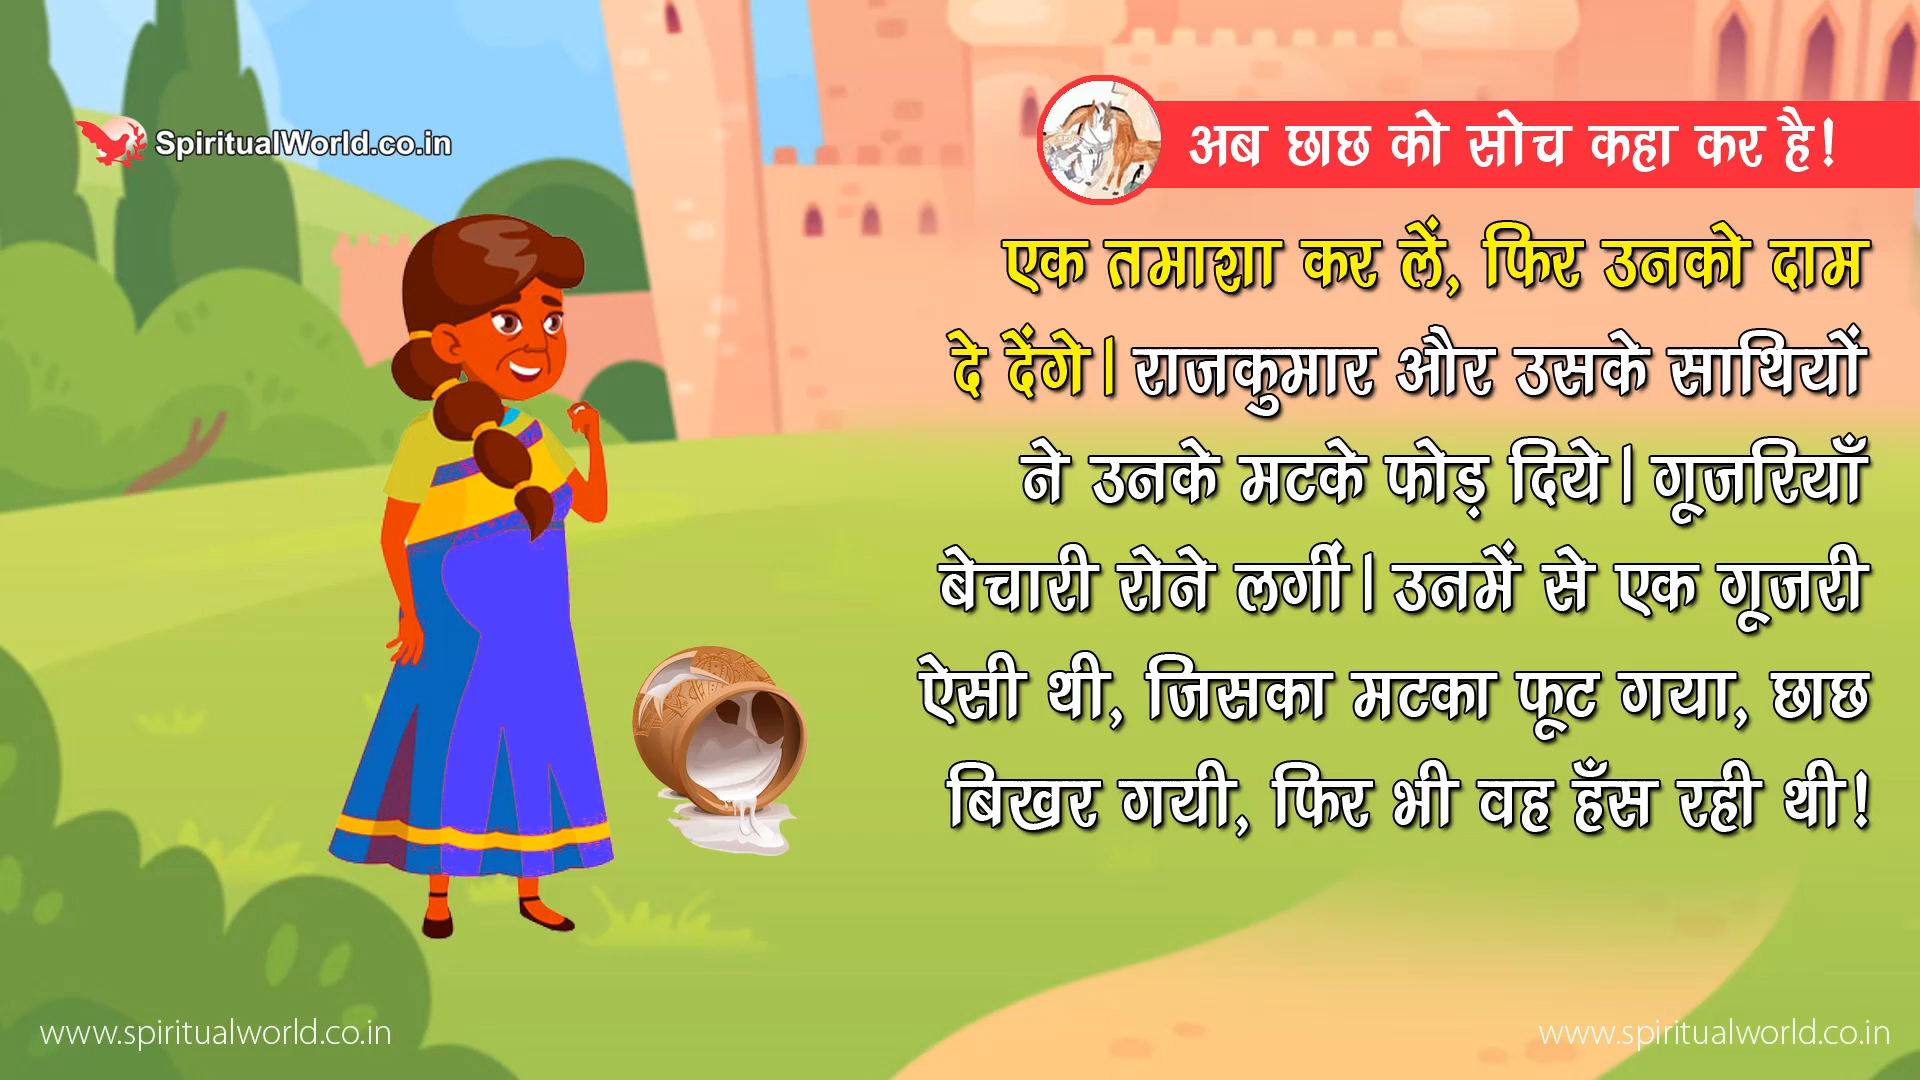 SpiritualWorld.co.in
अब छाछ को सोच कहा कर है!
एक तमाशा कर लें, फिर उनको दाम
दे देंगे। राजकुमार और उसके साथियों
ने उनके मटके फोड़ दिये। गूजरियाँ
बेचारी रोने लगीं। उनमें से एक गूजरी
ऐसी थी, जिसका मटका फूट गया, छाछ
बिखर गयी, फिर भी वह हँस रही थी!
www.spiritualworld.co.in
www.spiritualworld.co.in